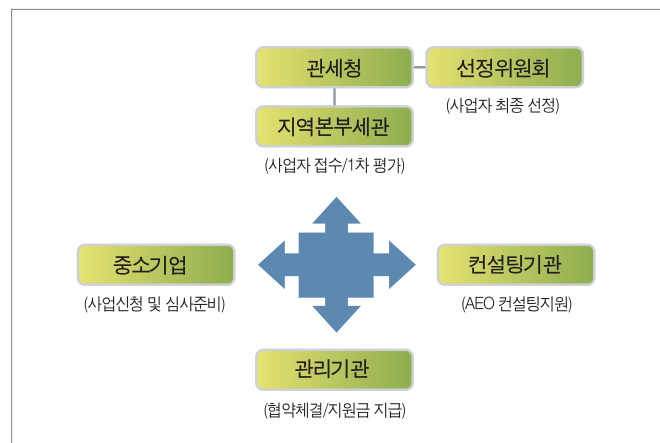 관세청
선정위원회
(사업자 최종 선정)
지역본부세관
(사업자 접수/1차 평가)
중소기업
(사업신청 및 심사준비)
컨설팅기관
(AEO 컨설팅지원)
관리기관
(협약체결/지원금 지급)